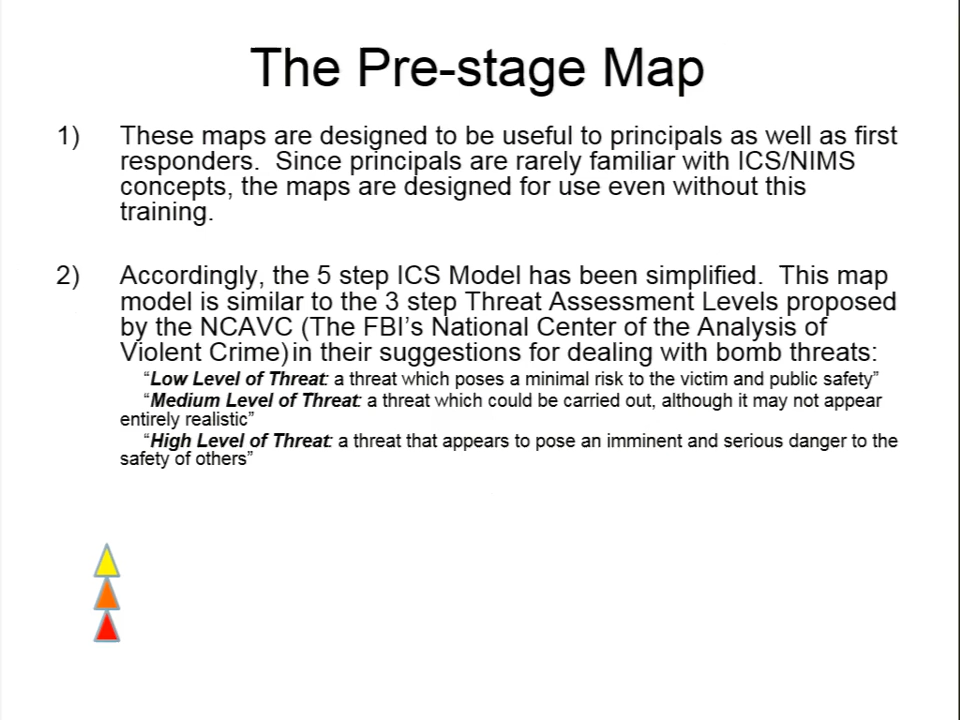 The Pre-stage Map
1) These maps are designed to be useful to principals as well as first
responders. Since principals are rarely familiar with ICS/NIMS
concepts, the maps are designed for use even without this
training.
2) Accordingly, the 5 step ICS Model has been simplified. This map
model is similar to the 3 step Threat Assessment Levels proposed
by the NCAVC (The FBI's National Center of the Analysis of
Violent Crime) in their suggestions for dealing with bomb threats:
“Low Level of Threat: a threat which poses a minimal risk to the victim and public safety”
“Medium Level of Threat: a threat which could be carried out, although it may not appear
entirely realistic”
“High Level of Threat: a threat that appears to pose an imminent and serious danger to the
safety of others”